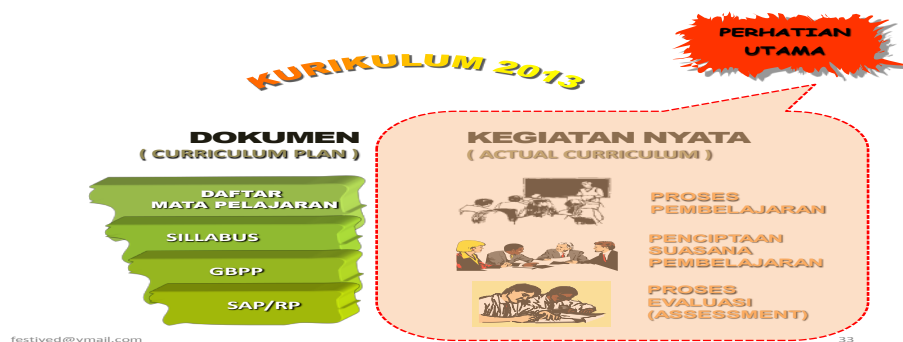 PERHATIAN
UTAMA
KURIKULUM 2013
DOKUMEN
( CURRICULUM PLAN )
DAFTAR
MATA PELAJARAN
SILLABUS
GBPP
SAP/RP
KEGIATAN NYATA
( ACTUAL CURRICULUM )
PROSES
PEMBELAJARAN
PENCIPTAAN
SUASANA
PEMBELAJARAN
PROSES
EVALUASI
(ASSESSMENT)
festived@ymail.com
33